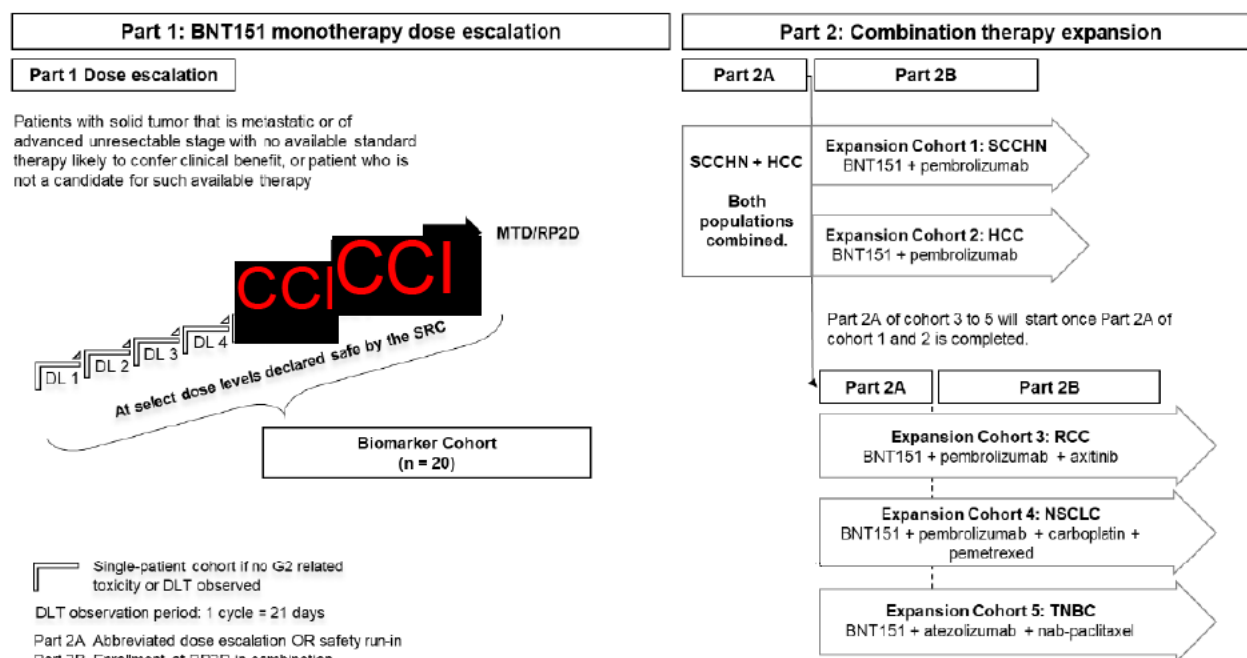 Part 1: BNT151 monotherapy dose escalation
Part 1 Dose escalation
Patients with solid tumor that is metastatic or of
advanced unresectable stage with no available standard
therapy likely to confer clinical benefit, or patient who is
not a candidate for such available therapy
CCI
CCI
MTD/RP2D
DL 1
DL 2
DL 3
DL 4
At select dose levels declared safe by the SRC
Biomarker Cohort
(n = 20)
Single-patient cohort if no G2 related
toxicity or DLT observed
DLT observation period: 1 cycle = 21 days
Part 2A Abbreviated dose escalation OR safety run-in
Part 2B Enrollment at RP2D in combination
Part 2: Combination therapy expansion
Part 2A
Part 2B
SCCHN + HCC
Both
populations
combined.
Expansion Cohort 1: SCCHN
BNT151 + pembrolizumab
Expansion Cohort 2: HCC
BNT151 + pembrolizumab
Part 2A of cohort 3 to 5 will start once Part 2A of
cohort 1 and 2 is completed.
Part 2A
Part 2B
Expansion Cohort 3: RCC
BNT151 + pembrolizumab + axitinib
Expansion Cohort 4: NSCLC
BNT151 + pembrolizumab + carboplatin +
pemetrexed
Expansion Cohort 5: TNBC
BNT151 + atezolizumab + nab-paclitaxel